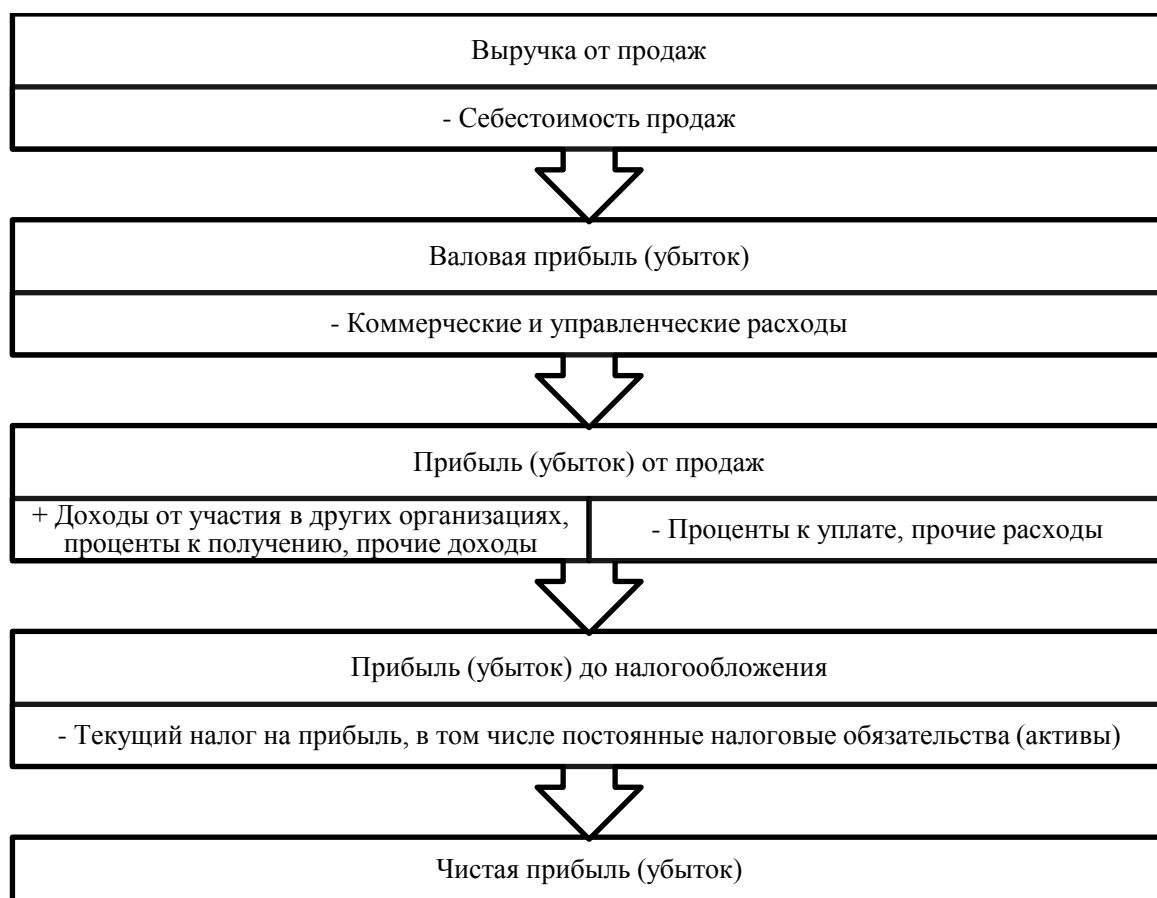 Выручка от продаж
- Себестоимость продаж
Валовая прибыль (убыток)
- Коммерческие и управленческие расходы
Прибыль (убыток) от продаж
+ Доходы от участия в других организациях,
проценты к получению, прочие доходы
- Проценты к уплате, прочие расходы
Прибыль (убыток) до налогообложения
- Текущий налог на прибыль, в том числе постоянные налоговые обязательства (активы)
Чистая прибыль (убыток)